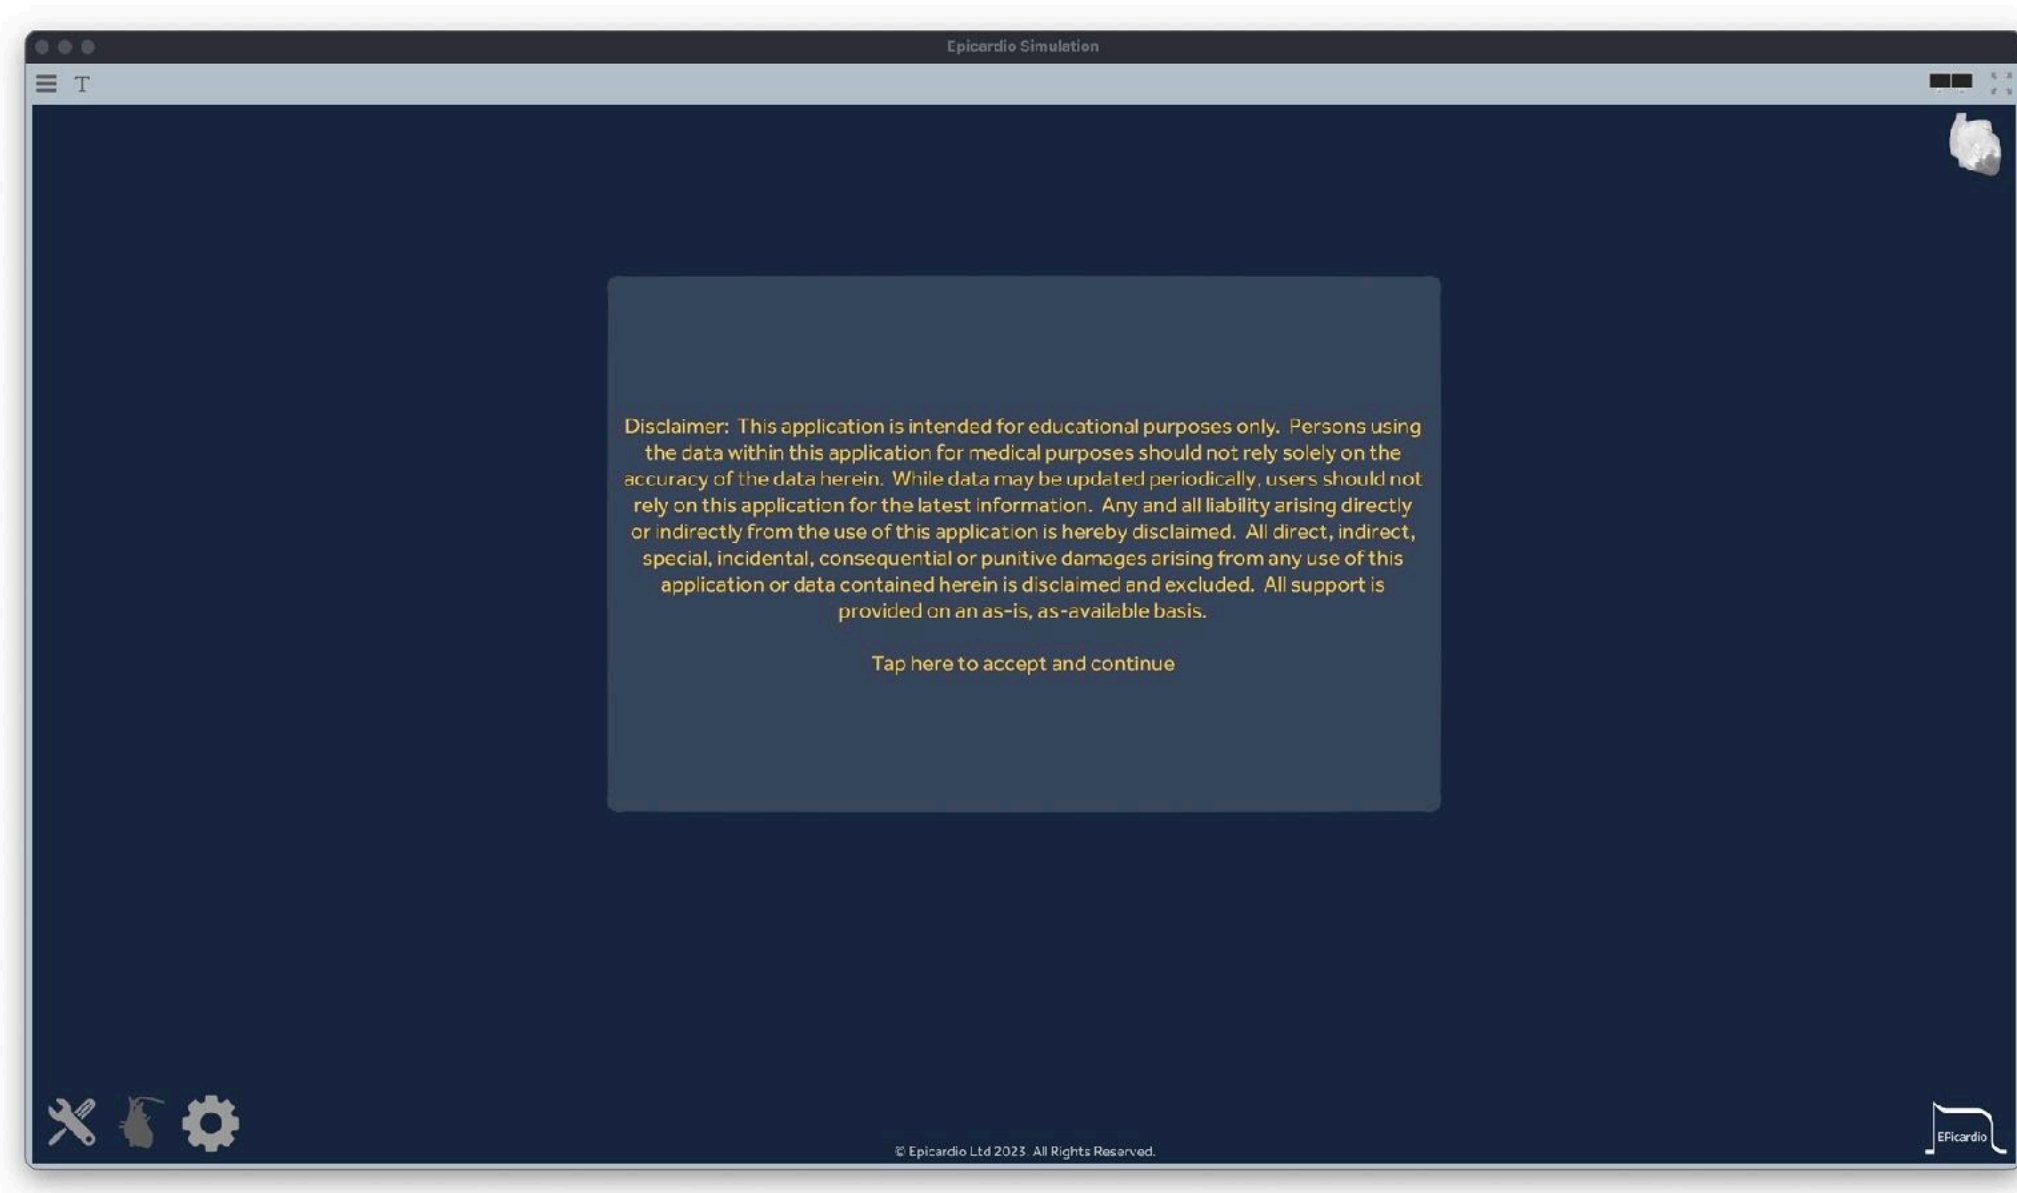 Epicardio Simulation
T
Disclaimer: This application is intended for educational purposes only. Persons using
the data within this application for medical purposes should not rely solely on the
accuracy of the data herein. While data may be updated periodically, users should not
rely on this application for the latest information. Any and all liability arising directly
or indirectly from the use of this application is hereby disclaimed. All direct, indirect,
special, incidental, consequential or punitive damages arising from any use of this
application or data contained herein is disclaimed and excluded. All support is
provided on an as-is, as-available basis.
Tap here to accept and continue
© Epicardio Ltd 2023. All Rights Reserved.
EPicardio